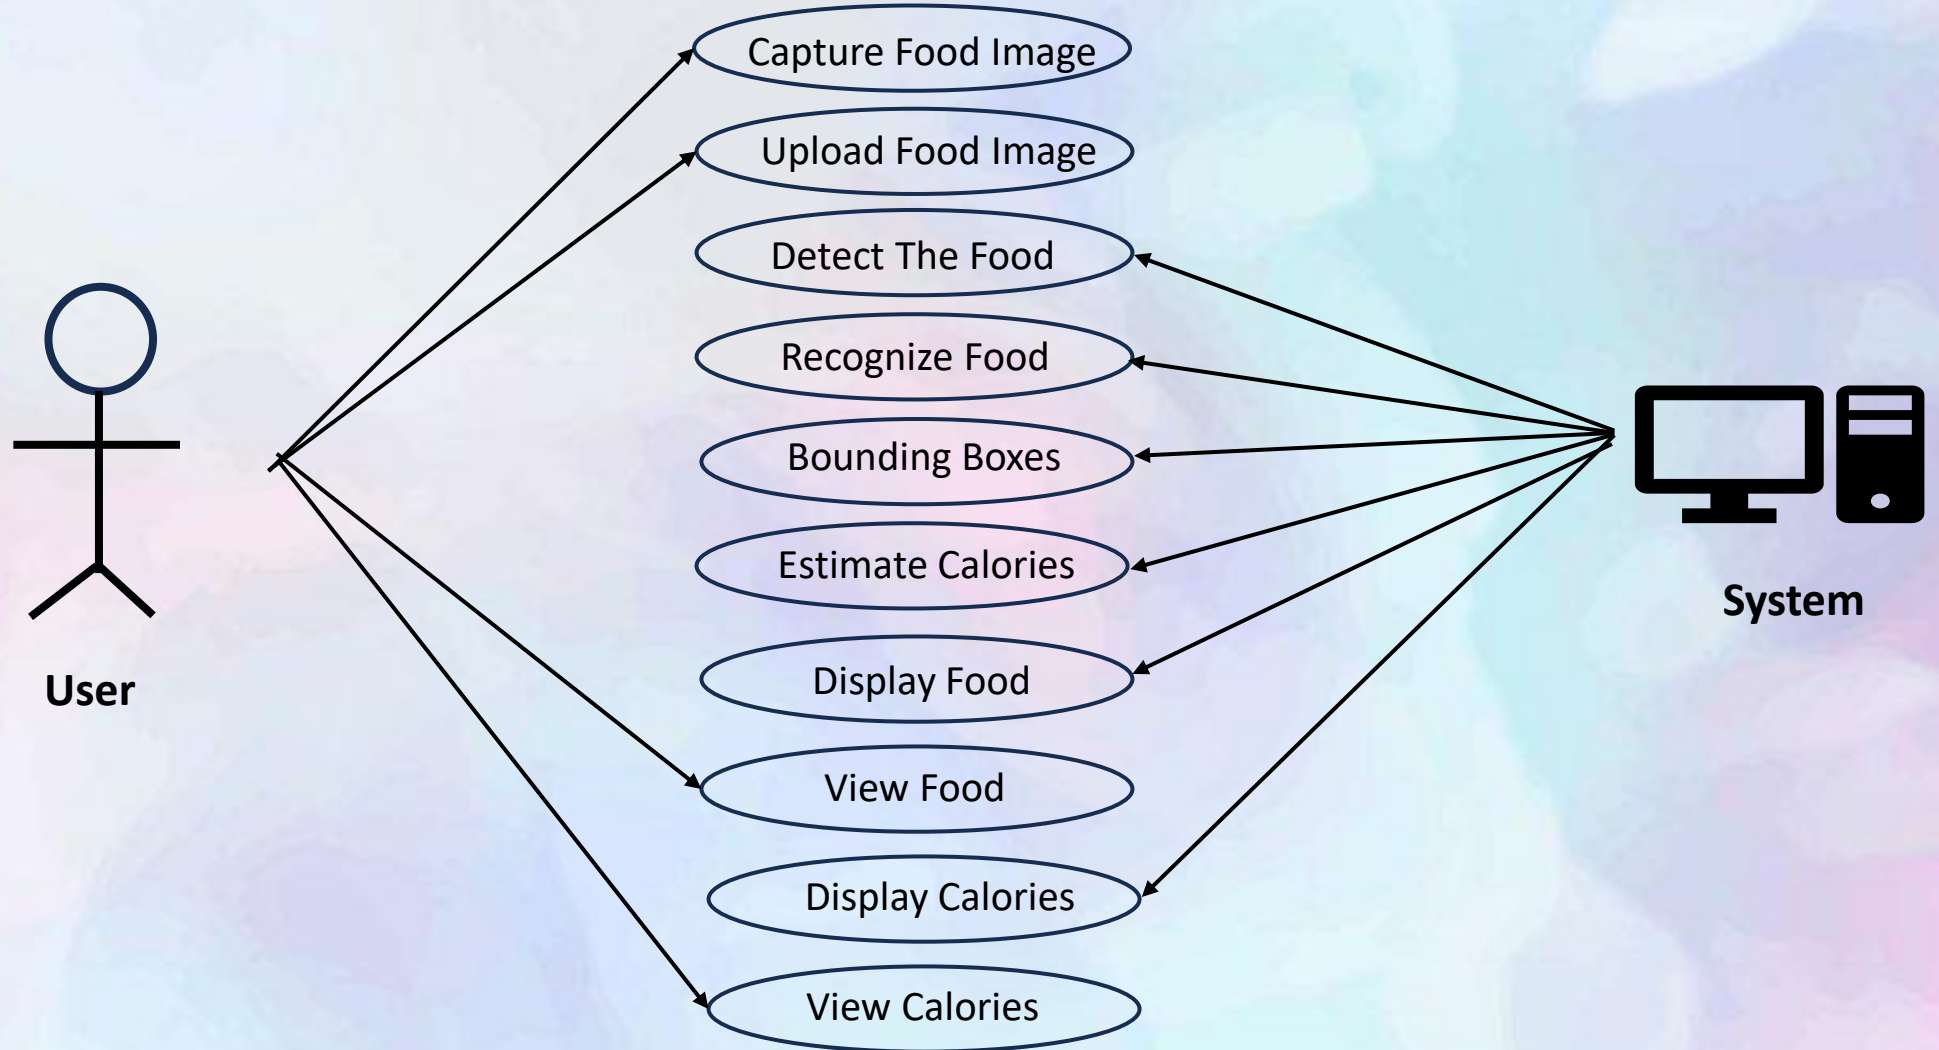 Capture Food Image
Upload Food Image
Detect The Food
Recognize Food
Bounding Boxes
Estimate Calories
System
Display Food
User
View Food
Display Calories
View Calories